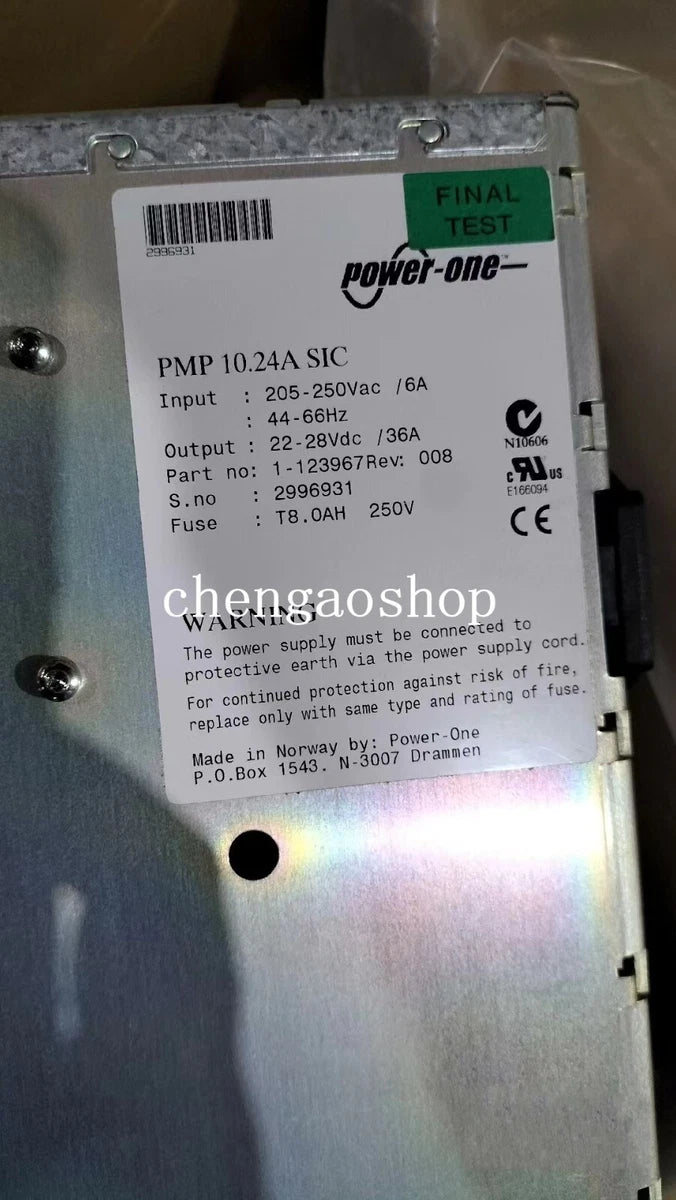 FINAL
TEST
2996931
power-one™
PMP 10.24A SIC
Input : 205-250Vac /6A
: 44-66Hz
Output : 22-28Vdc /36A
Part no: 1-123967Rev: 008
S.no : 2996931
Fuse : T8.0AH 250V
N10606
c RU US
E166094
CE
chengaoshop
WARNING
The power supply must be connected to
protective earth via the power supply cord.
For continued protection against risk of fire,
replace only with same type and rating of fuse.
Made in Norway by: Power-One
P.O.Box 1543. N-3007 Drammen